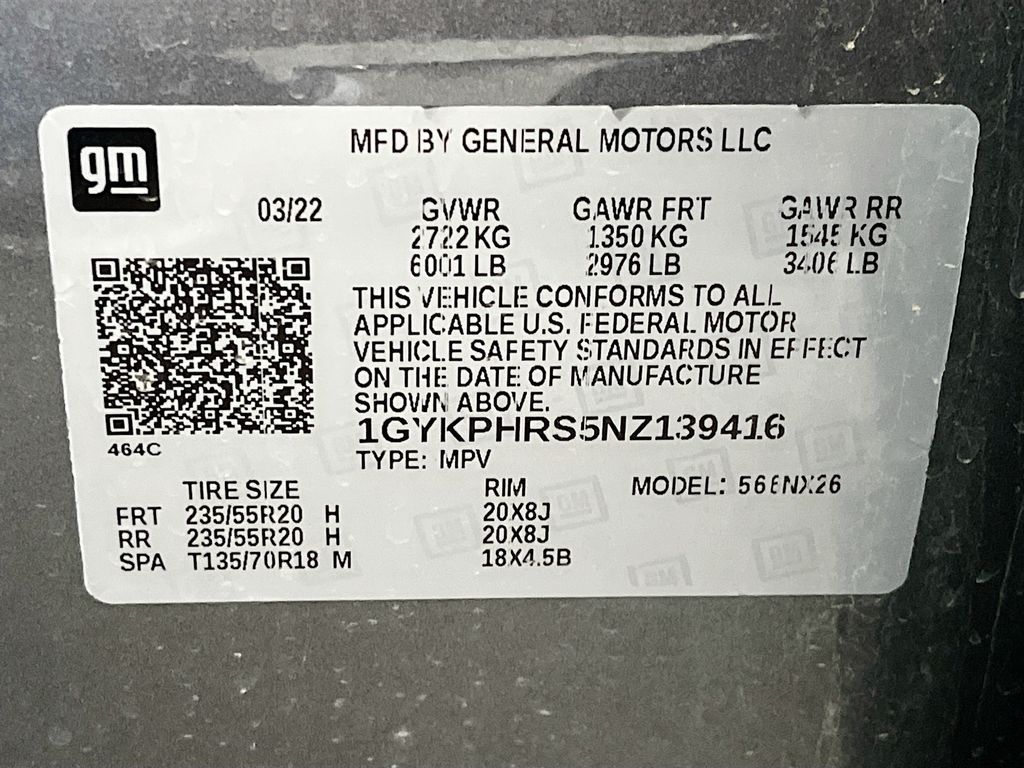 gm
MFD BY GENERAL MOTORS LLC
03/22 GVWR GAWR FRT GAWR RR
2722 KG 1350 KG 1545 KG
6001 LB 2976 LB 3406 LB
THIS VEHICLE CONFORMS TO ALL
APPLICABLE U.S. FEDERAL MOTOR
VEHICLE SAFETY STANDARDS IN EFFECT
ON THE DATE OF MANUFACTURE
SHOWN ABOVE.
1GYKPHRS5NZ139416
464C
TYPE: MPV
TIRE SIZE RIM MODEL: 566NX26
FRT 235/55R20 H 20X8J
RR 235/55R20 H 20X8J
SPA T135/70R18 M 18X4.5B